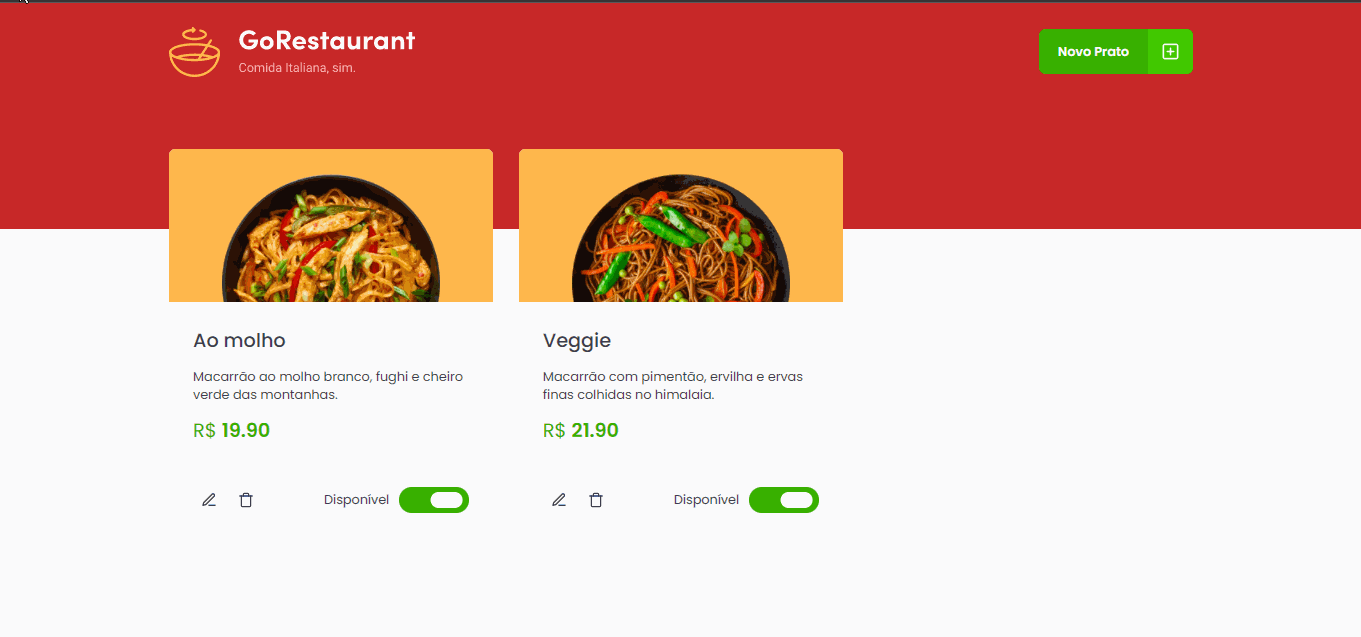 GoRestaurant
Comida Italiana, sim.
Novo Prato
Ao molho
Macarrão ao molho branco, fughi e cheiro
verde das montanhas.
R$ 19.90
Disponível
Veggie
Macarrão com pimentão, ervilha e ervas
finas colhidas no himalaia.
R$ 21.90
Disponível